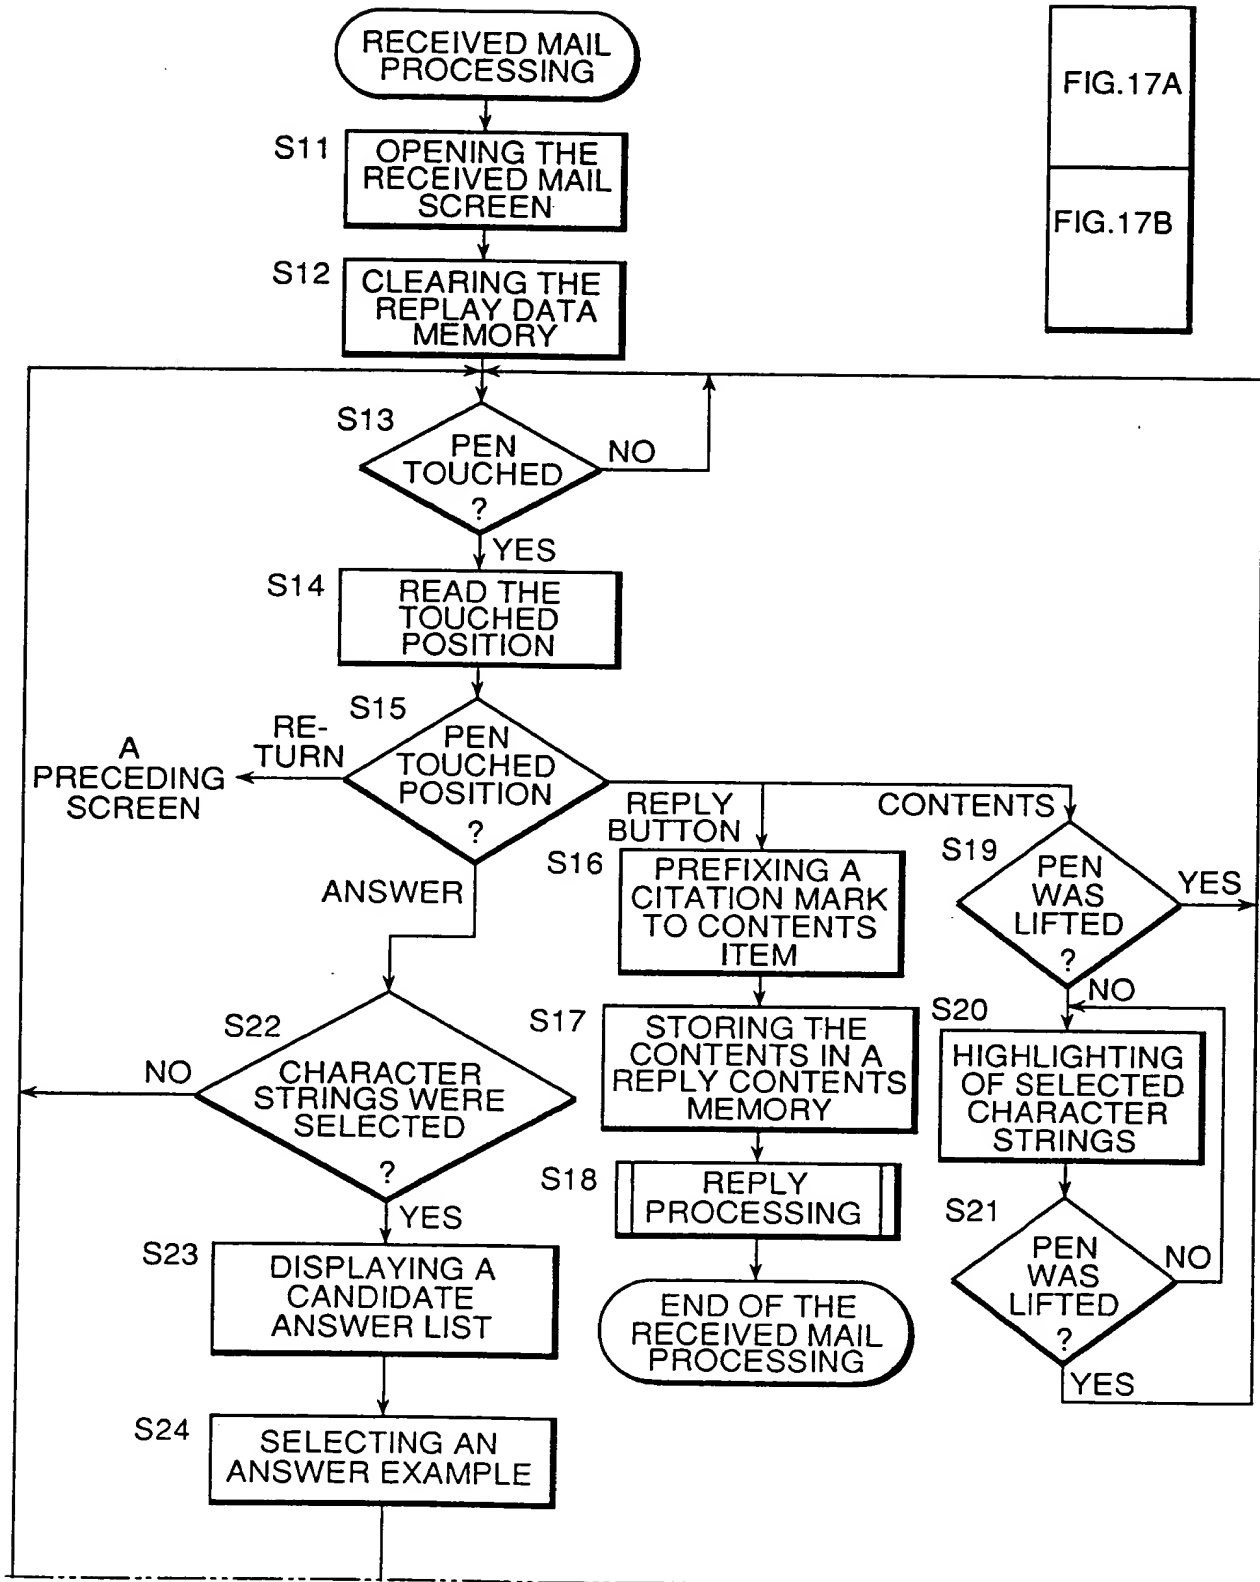 RECEIVED MAIL
PROCESSING
FIG.17A
FIG.17B
S11
OPENING THE
RECEIVED MAIL
SCREEN
S12
CLEARING THE
REPLAY DATA
MEMORY
S13
PEN
TOUCHED
?
NO
YES
S14
READ THE
TOUCHED
POSITION
S15
PEN
TOUCHED
POSITION
?
RE-
TURN
A
PRECEDING
SCREEN
REPLY
BUTTON
CONTENTS
ANSWER
S16
PREFIXING A
CITATION MARK
TO CONTENTS
ITEM
S17
STORING THE
CONTENTS IN A
REPLY CONTENTS
MEMORY
S18
REPLY
PROCESSING
END OF THE
RECEIVED MAIL
PROCESSING
S19
PEN
WAS
LIFTED
?
YES
NO
S20
HIGHLIGHTING
OF SELECTED
CHARACTER
STRINGS
S21
PEN
WAS
LIFTED
?
NO
YES
S22
CHARACTER
STRINGS WERE
SELECTED
?
NO
YES
S23
DISPLAYING A
CANDIDATE
ANSWER LIST
S24
SELECTING AN
ANSWER EXAMPLE